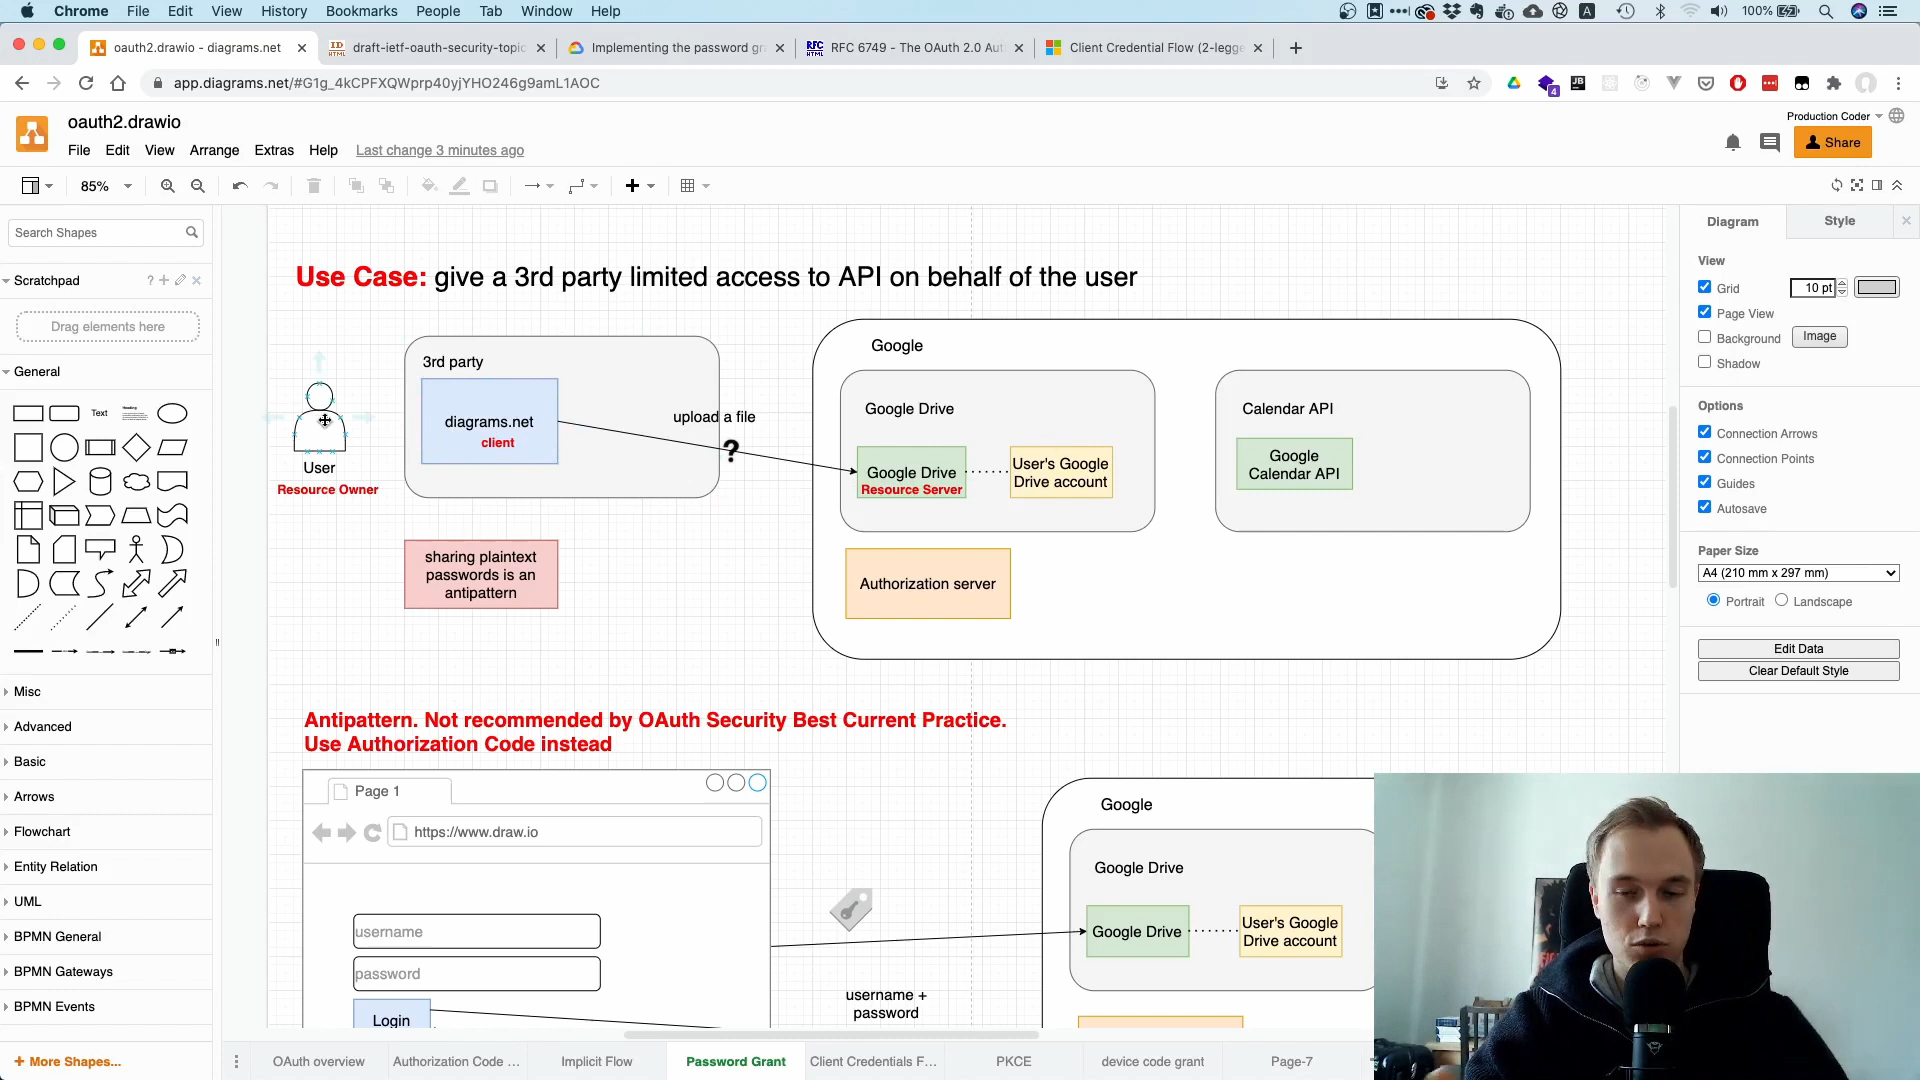 Chrome File Edit View History Bookmarks People Tab Window Help
100%
oauth2.drawio - diagrams.net
draft-ietf-oauth-security-topic
Implementing the password gr
RFC 6749 - The OAuth 2.0 Aut
Client Credential Flow (2-legge
app.diagrams.net/#G1g_4kCPFXQWprp40yjYHO246g9amL1AOC
oauth2.drawio
Production Coder
File Edit View Arrange Extras Help Last change 3 minutes ago
Share
85%
Search Shapes
Scratchpad
Drag elements here
General
Text
Heading
Misc
Advanced
Basic
Arrows
Flowchart
Entity Relation
UML
BPMN General
BPMN Gateways
BPMN Events
+ More Shapes...
Use Case: give a 3rd party limited access to API on behalf of the user
User
Resource Owner
3rd party
diagrams.net
client
upload a file
?
sharing plaintext
passwords is an
antipattern
Google
Google Drive
Google Drive
Resource Server
User's Google
Drive account
Calendar API
Google
Calendar API
Authorization server
Antipattern. Not recommended by OAuth Security Best Current Practice.
Use Authorization Code instead
Page 1
https://www.draw.io
username
password
Login
username +
password
Google
Google Drive
Google Drive
User's Google
Drive account
Diagram
Style
View
Grid
10 pt
Page View
Background
Image
Shadow
Options
Connection Arrows
Connection Points
Guides
Autosave
Paper Size
A4 (210 mm x 297 mm)
Portrait
Landscape
Edit Data
Clear Default Style
OAuth overview
Authorization Code ...
Implicit Flow
Password Grant
Client Credentials F...
PKCE
device code grant
Page-7